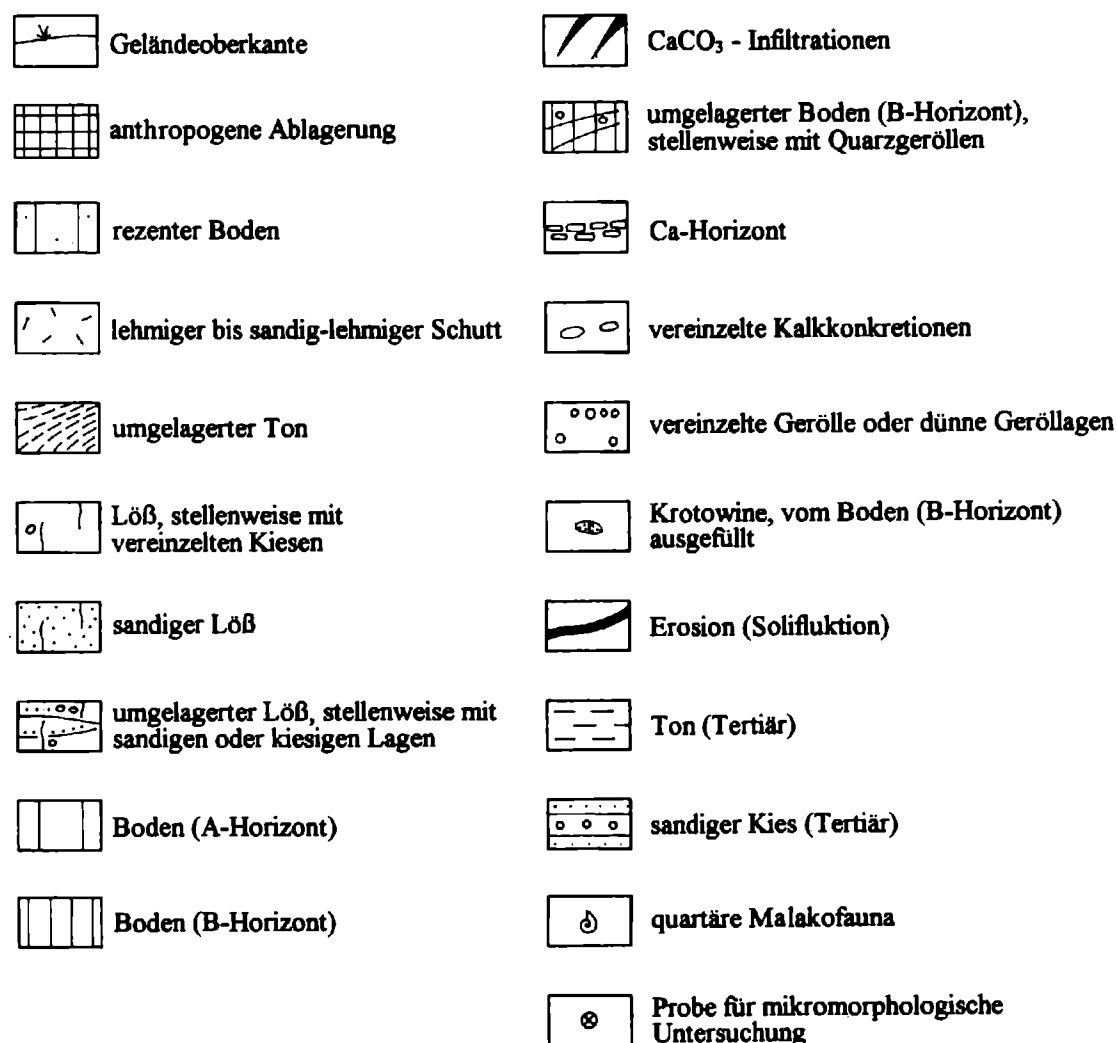 Geländeoberkante
anthropogene Ablagerung
rezenter Boden
lehmiger bis sandig-lehmiger Schutt
umgelagerter Ton
Löß, stellenweise mit
vereinzelten Kiesen
sandiger Löß
umgelagerter Löß, stellenweise mit
sandigen oder kiesigen Lagen
Boden (A-Horizont)
Boden (B-Horizont)
CaCO₃ - Infiltrationen
umgelagerter Boden (B-Horizont),
stellenweise mit Quarzgeröllen
Ca-Horizont
vereinzelte Kalkkonkretionen
vereinzelte Gerölle oder dünne Geröllagen
Krotowine, vom Boden (B-Horizont)
ausgefüllt
Erosion (Solifluktion)
Ton (Tertiär)
sandiger Kies (Tertiär)
quartäre Malakofauna
Probe für mikromorphologische
Untersuchung